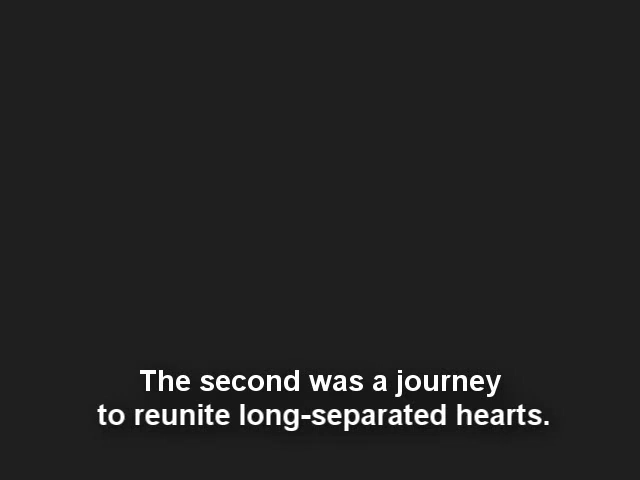 The second was a journey
to reunite long-separated hearts.